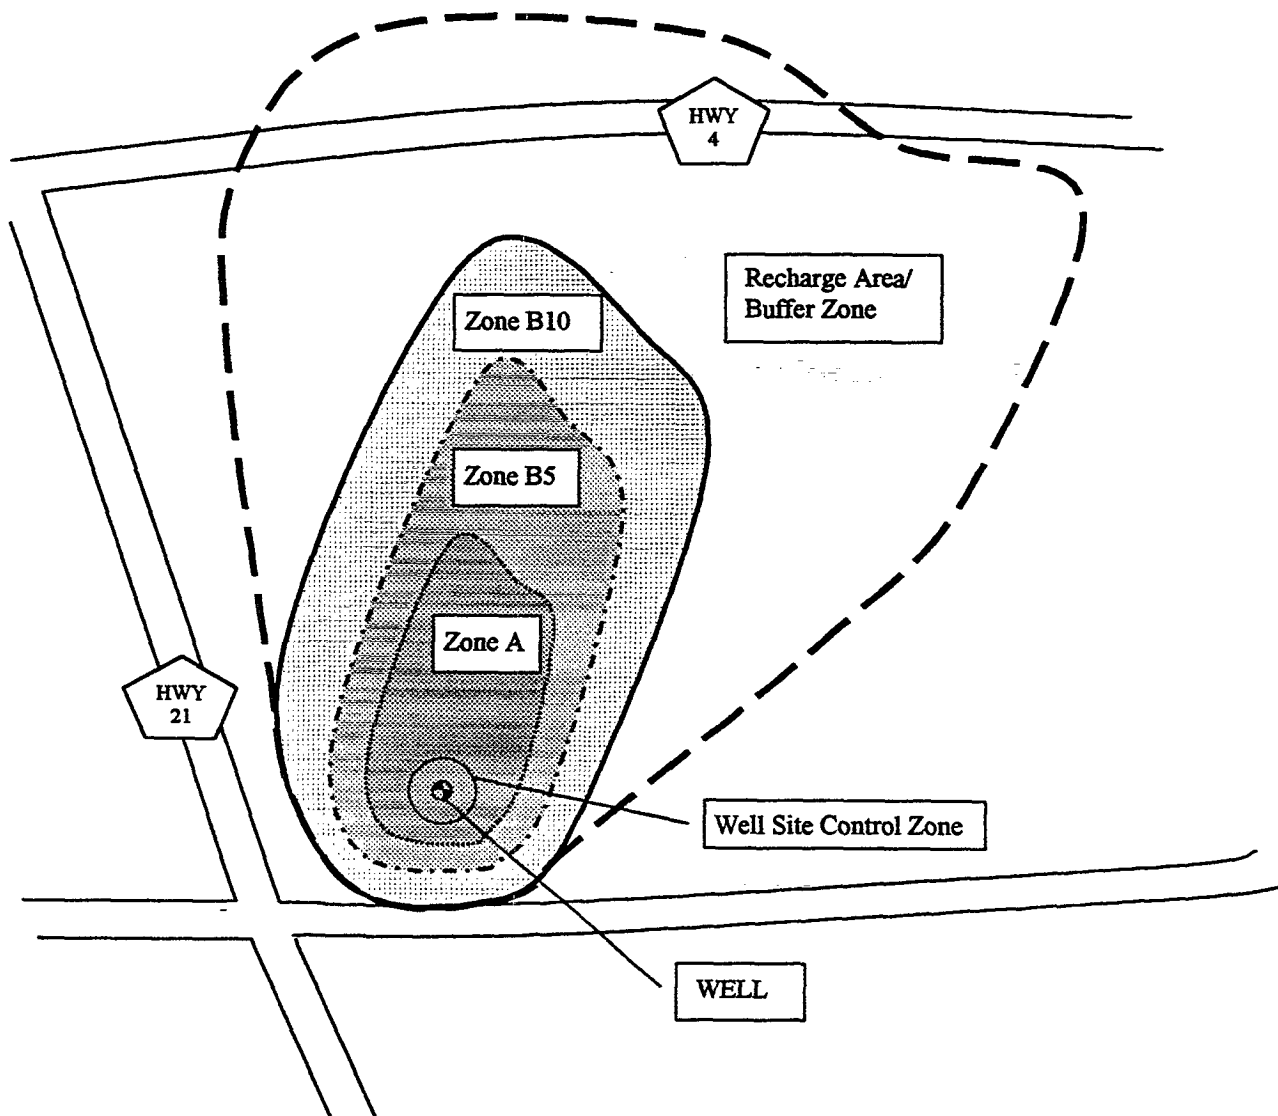 HWY
4
Recharge Area/
Buffer Zone
Zone B10
Zone B5
Zone A
HWY
21
Well Site Control Zone
WELL